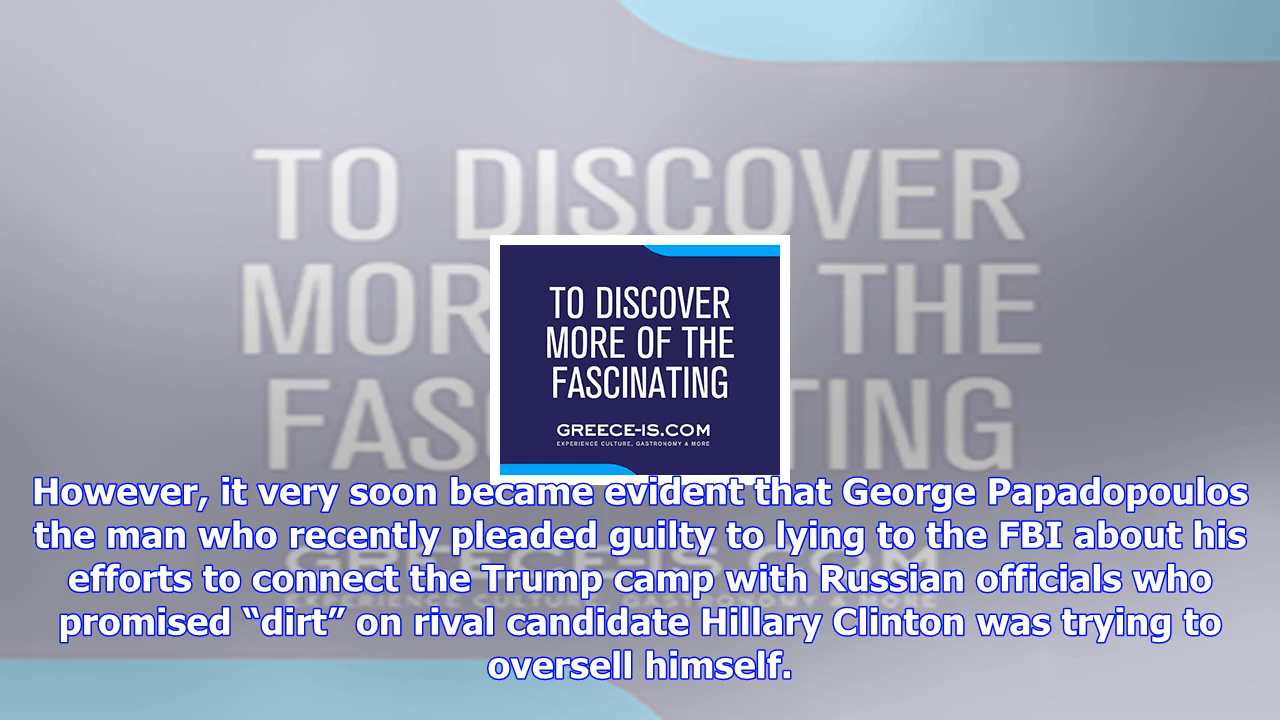 TO DISCOVER
MORE OF THE
FASCINATING
GREECE-IS.COM
EXPERIENCE CULTURE, GASTRONOMY & MORE
However, it very soon became evident that George Papadopoulos
the man who recently pleaded guilty to lying to the FBI about his
efforts to connect the Trump camp with Russian officials who
promised “dirt” on rival candidate Hillary Clinton was trying to
oversell himself.